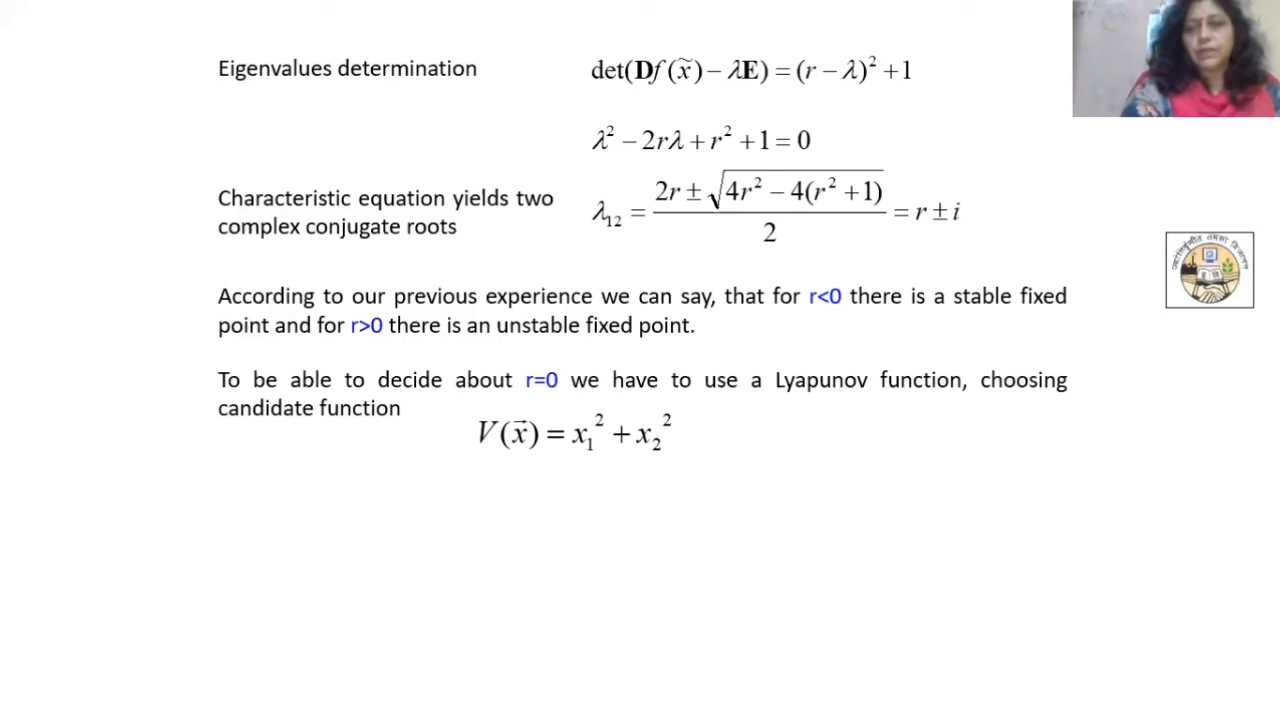 Eigenvalues determination
det(Df(x̃) − λE) = (r − λ)² + 1
λ² − 2rλ + r² + 1 = 0
Characteristic equation yields two
complex conjugate roots
λ₁₂ = (2r ± √(4r² − 4(r² + 1))) / 2 = r ± i
According to our previous experience we can say, that for r<0 there is a stable fixed
point and for r>0 there is an unstable fixed point.
To be able to decide about r=0 we have to use a Lyapunov function, choosing
candidate function
V(x⃗) = x₁² + x₂²